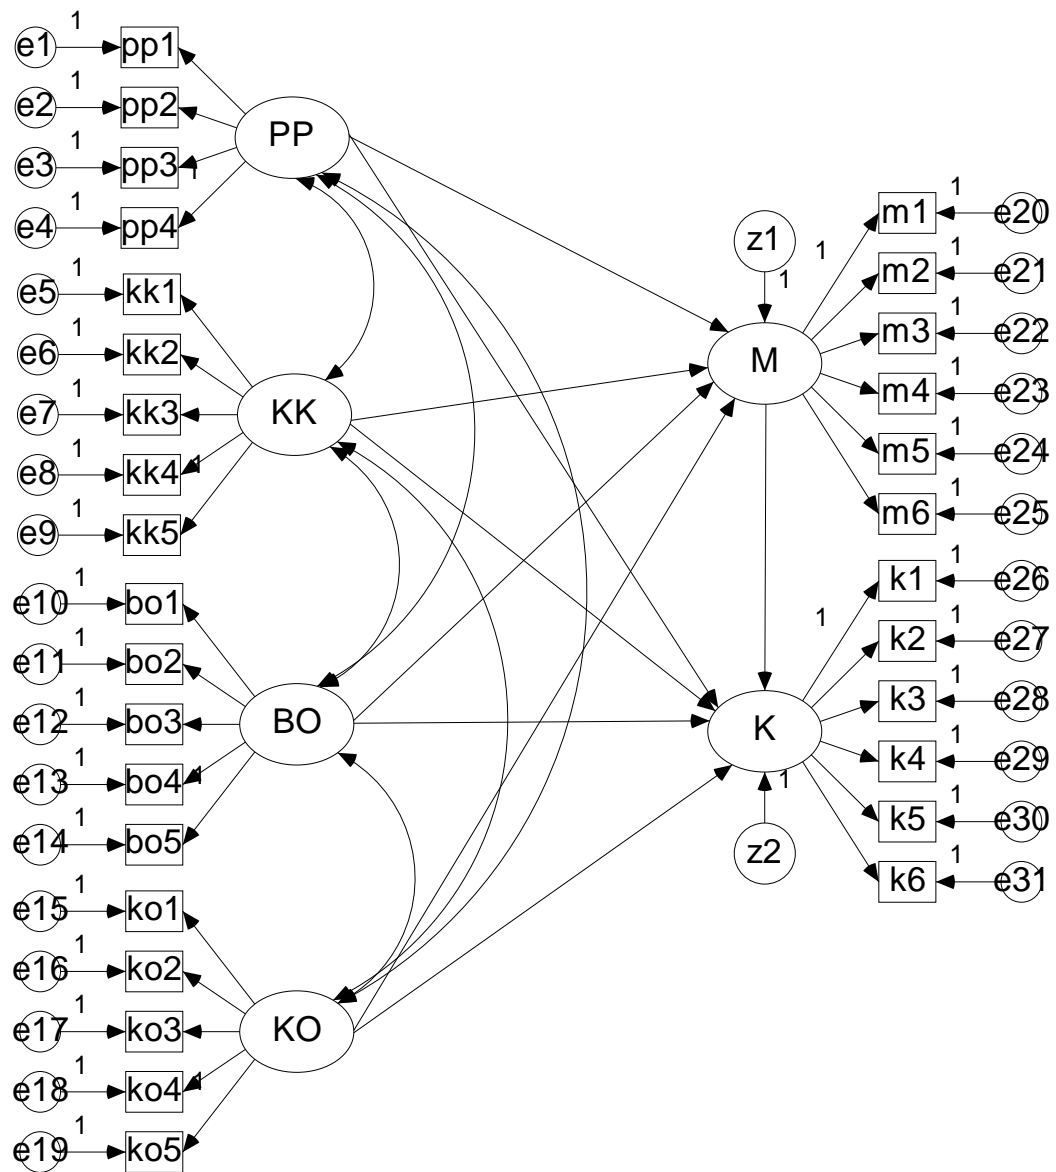 1
e1 pp1
1
e2 pp2
PP
1
e3 pp3 1
1
e4 pp4
1
e5 kk1
1
e6 kk2
1
e7 kk3
KK
1
e8 kk4 1
1
e9 kk5
1
e10 bo1
1
e11 bo2
1
e12 bo3
BO
1
e13 bo4 1
1
e14 bo5
1
e15 ko1
1
e16 ko2
1
e17 ko3
KO
1
e18 ko4 1
1
e19 ko5
z1
1
M
1
m1 1 e20
m2 1 e21
m3 1 e22
m4 1 e23
m5 1 e24
m6 1 e25
K
1
z2
1
k1 1 e26
k2 1 e27
k3 1 e28
k4 1 e29
k5 1 e30
k6 1 e31